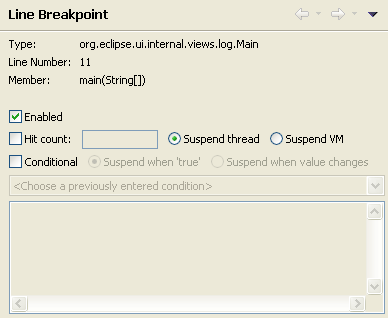 Line Breakpoint
Type: org.eclipse.ui.internal.views.log.Main
Line Number: 11
Member: main(String[])
Enabled
Hit count: Suspend thread Suspend VM
Conditional Suspend when 'true' Suspend when value changes
<Choose a previously entered condition>